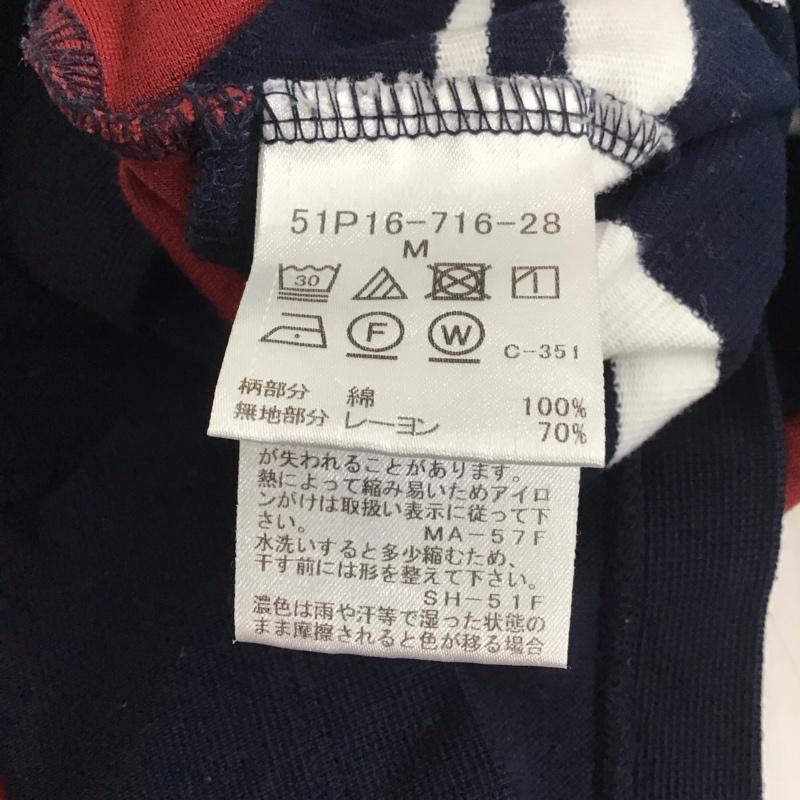 51P16-716-28
M
30
F W C-351
柄部分 綿 100%
無地部分 レーヨン 70%
が失われることがあります。
熱によって縮み易いためアイロ
ンがけは取扱い表示に従って下
さい。 MA-57F
水洗いすると多少縮むため、
干す前には形を整えて下さい。
SH-51F
濃色は雨や汗等で湿った状態の
まま摩擦されると色が移る場合